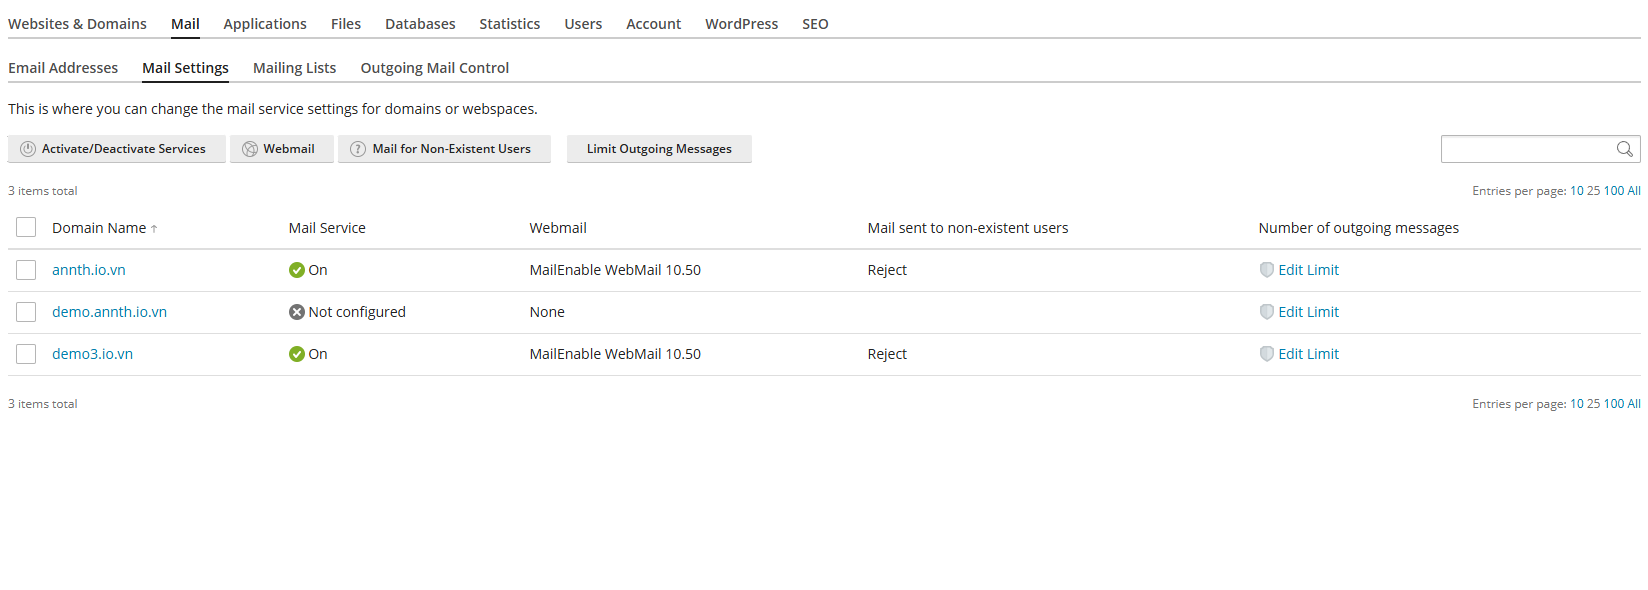 Websites & Domains Mail Applications Files Databases Statistics Users Account WordPress SEO
Email Addresses Mail Settings Mailing Lists Outgoing Mail Control
This is where you can change the mail service settings for domains or webspaces.
Activate/Deactivate Services Webmail Mail for Non-Existent Users Limit Outgoing Messages
3 items total Entries per page: 10 25 100 All
Domain Name ↑ Mail Service Webmail Mail sent to non-existent users Number of outgoing messages
annth.io.vn On MailEnable WebMail 10.50 Reject Edit Limit
demo.annth.io.vn Not configured None Edit Limit
demo3.io.vn On MailEnable WebMail 10.50 Reject Edit Limit
3 items total Entries per page: 10 25 100 All